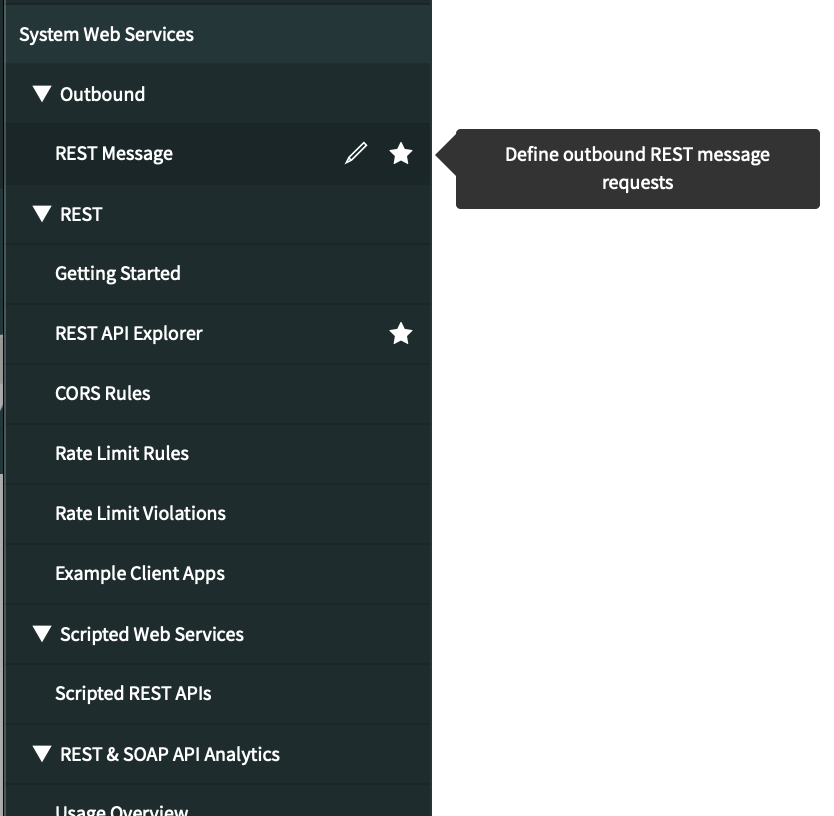 System Web Services
Outbound
REST Message
Define outbound REST message
requests
REST
Getting Started
REST API Explorer
CORS Rules
Rate Limit Rules
Rate Limit Violations
Example Client Apps
Scripted Web Services
Scripted REST APIs
REST & SOAP API Analytics
Usage Overview